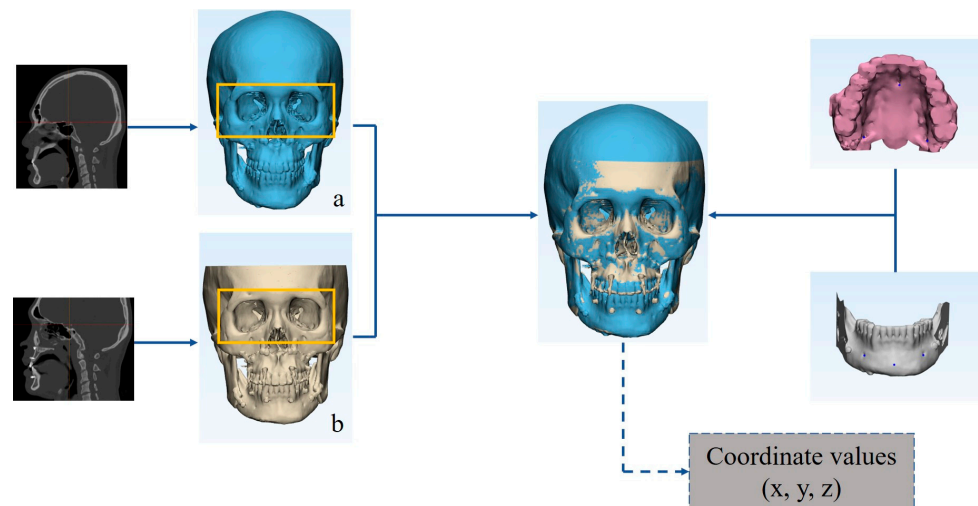 a
b
Coordinate values
(x, y, z)